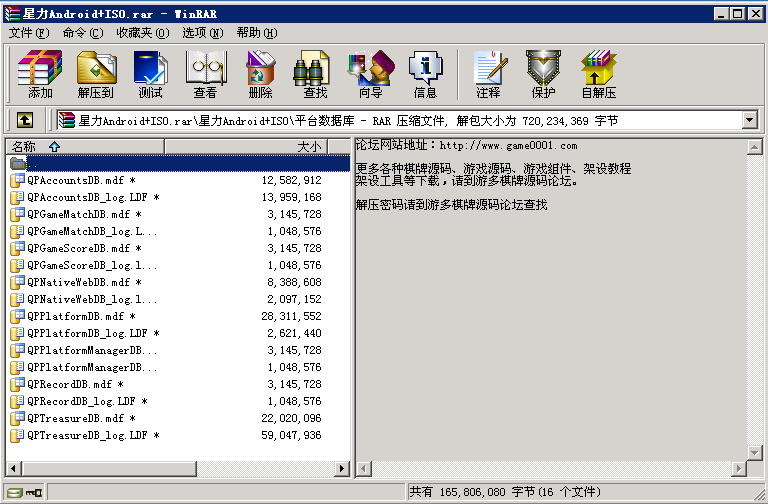 星力Android+ISO.rar - WinRAR
文件(F) 命令(C) 收藏夹(O) 选项(N) 帮助(H)
添加 解压到 测试 查看 删除 查找 向导 信息 注释 保护 自解压
星力Android+ISO.rar\星力Android+ISO\平台数据库 - RAR 压缩文件, 解包大小为 720,234,369 字节
名称 大小
..
QPAccountsDB.mdf * 12,582,912
QPAccountsDB_log.LDF * 13,959,168
QPGameMatchDB.mdf * 3,145,728
QPGameMatchDB_log.L... 1,048,576
QPGameScoreDB.mdf * 3,145,728
QPGameScoreDB_log.l... 1,048,576
QPNativeWebDB.mdf * 8,388,608
QPNativeWebDB_log.l... 2,097,152
QPPlatformDB.mdf * 28,311,552
QPPlatformDB_log.LDF * 2,621,440
QPPlatformManagerDB... 3,145,728
QPPlatformManagerDB... 1,048,576
QPRecordDB.mdf * 3,145,728
QPRecordDB_log.LDF * 1,048,576
QPTreasureDB.mdf * 22,020,096
QPTreasureDB_log.LDF * 59,047,936
论坛网站地址：http://www.game0001.com
更多各种棋牌源码、游戏源码、游戏组件、架设教程
架设工具等下载，请到游多棋牌源码论坛。
解压密码请到游多棋牌源码论坛查找
共有 165,806,080 字节(16 个文件)